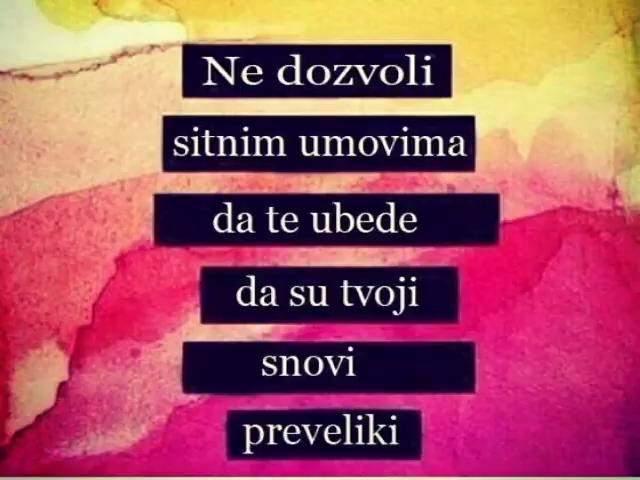 Ne dozvoli
sitnim umovima
da te ubede
da su tvoji
snovi
preveliki